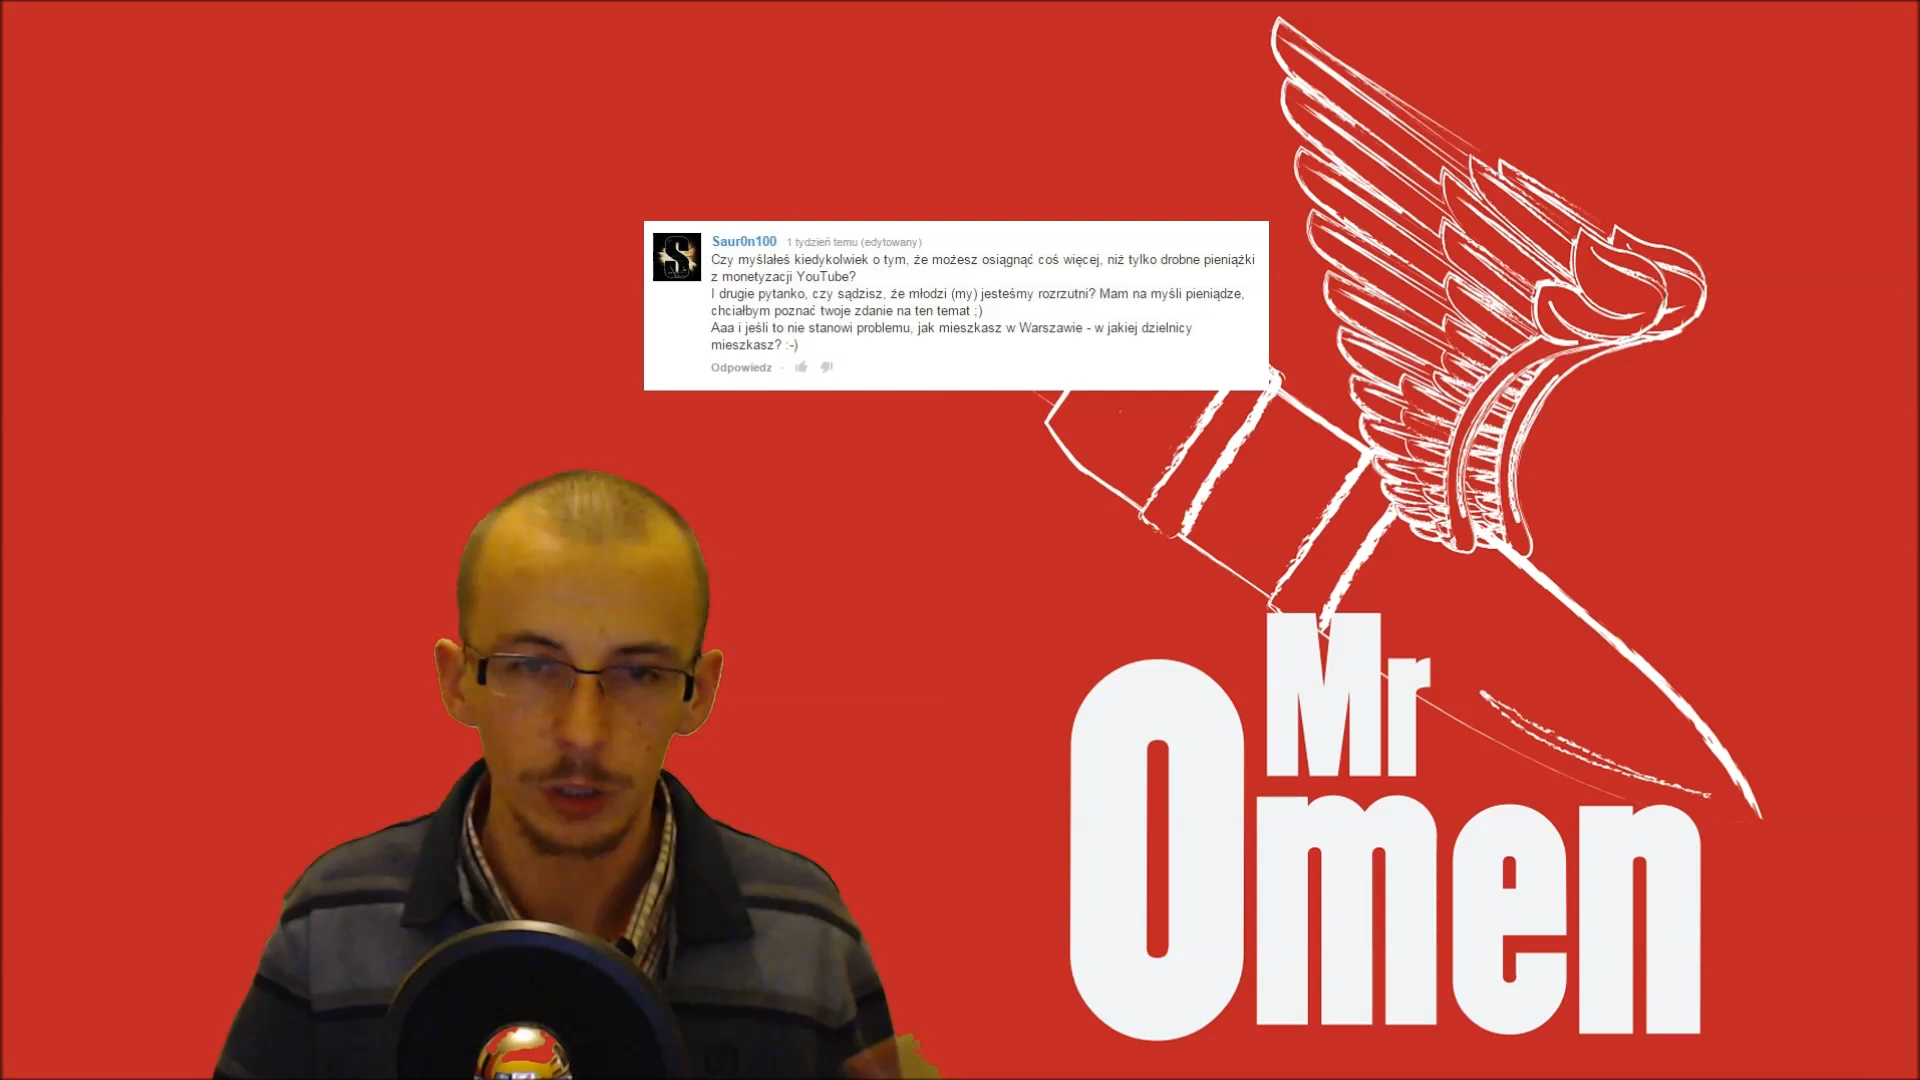 Saur0n100 1 tydzień temu (edytowany)
Czy myślałeś kiedykolwiek o tym, że możesz osiągnąć coś więcej, niż tylko drobne pieniążki
z monetyzacji YouTube?
I drugie pytanko, czy sądzisz, że młodzi (my) jesteśmy rozrzutni? Mam na myśli pieniądze,
chciałbym poznać twoje zdanie na ten temat ;)
Aaa i jeśli to nie stanowi problemu, jak mieszkasz w Warszawie - w jakiej dzielnicy
mieszkasz? :-)
Odpowiedz ·
S
Mr
Omen